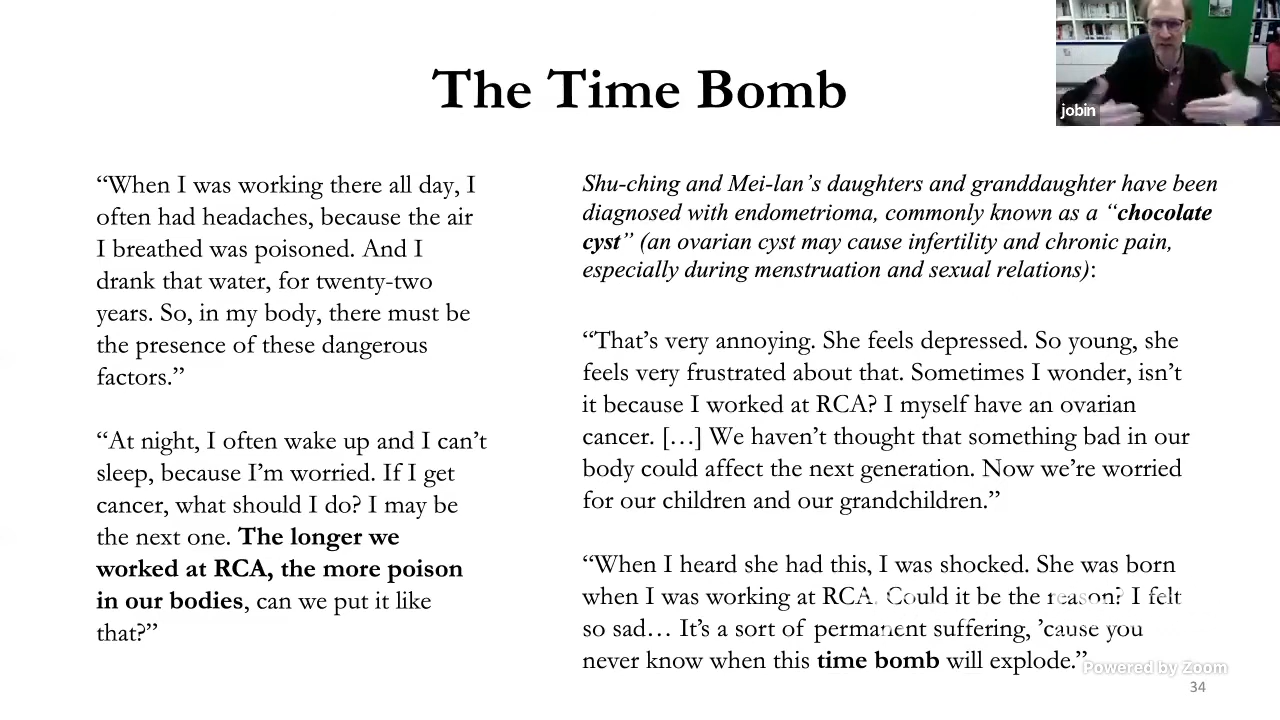 The Time Bomb
jobin
“When I was working there all day, I
often had headaches, because the air
I breathed was poisoned. And I
drank that water, for twenty-two
years. So, in my body, there must be
the presence of these dangerous
factors.”
“At night, I often wake up and I can’t
sleep, because I’m worried. If I get
cancer, what should I do? I may be
the next one. The longer we
worked at RCA, the more poison
in our bodies, can we put it like
that?”
Shu-ching and Mei-lan’s daughters and granddaughter have been
diagnosed with endometrioma, commonly known as a “chocolate
cyst” (an ovarian cyst may cause infertility and chronic pain,
especially during menstruation and sexual relations):
“That’s very annoying. She feels depressed. So young, she
feels very frustrated about that. Sometimes I wonder, isn’t
it because I worked at RCA? I myself have an ovarian
cancer. […] We haven’t thought that something bad in our
body could affect the next generation. Now we’re worried
for our children and our grandchildren.”
“When I heard she had this, I was shocked. She was born
when I was working at RCA. Could it be the reason? I felt
so sad… It’s a sort of permanent suffering, ’cause you
never know when this time bomb will explode.”
Powered by Zoom
34